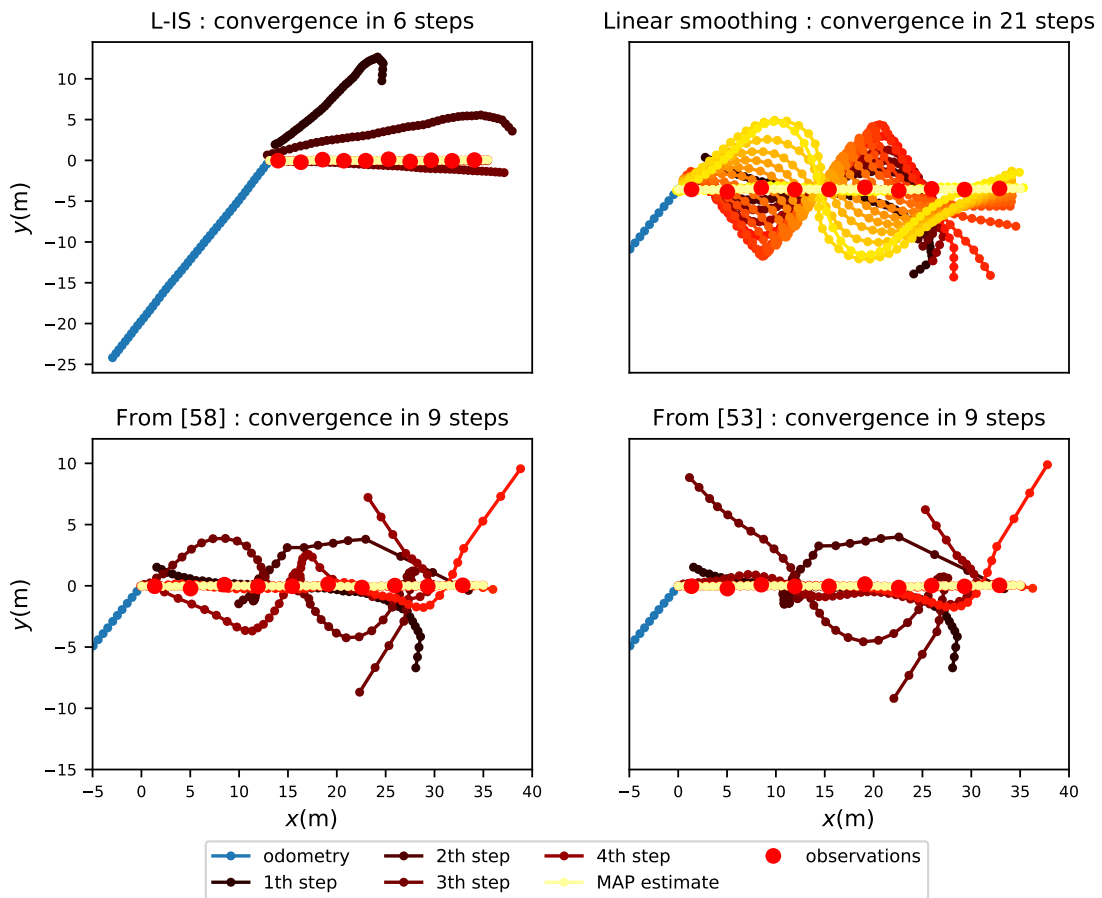 L-IS : convergence in 6 steps
Linear smoothing : convergence in 21 steps
10
5
0
−5
−10
−15
−20
−25
y(m)
From [58] : convergence in 9 steps
From [53] : convergence in 9 steps
10
5
0
−5
−10
−15
y(m)
−5 0 5 10 15 20 25 30 35 40
−5 0 5 10 15 20 25 30 35 40
x(m)
x(m)
odometry 2th step 4th step observations
1th step 3th step MAP estimate